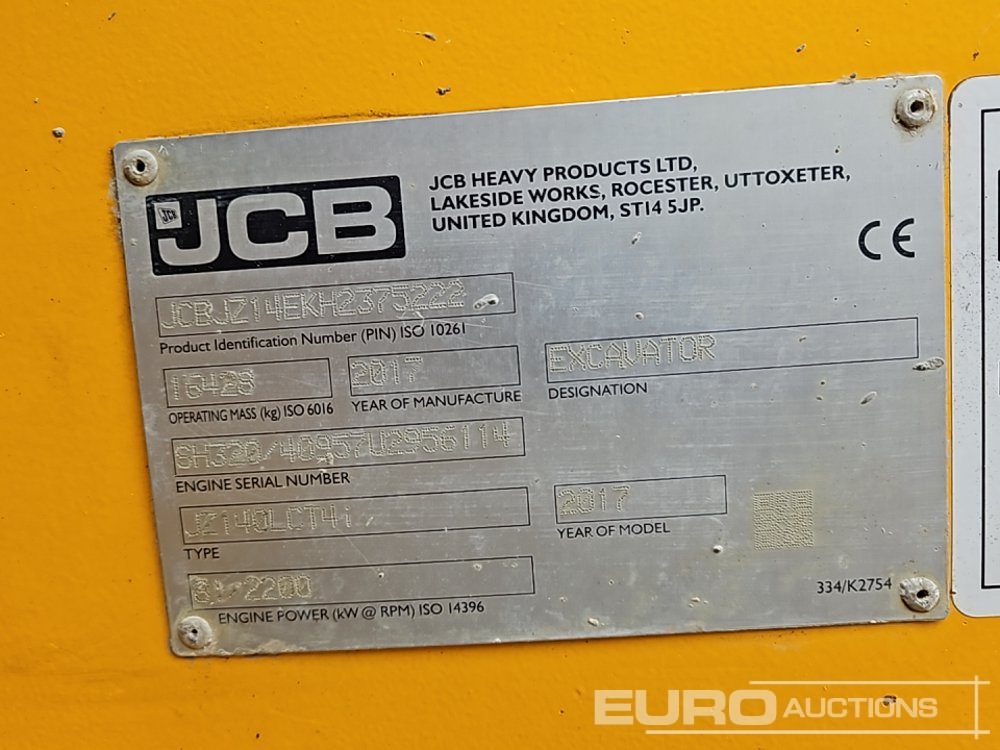 JCB
JCB HEAVY PRODUCTS LTD,
LAKESIDE WORKS, ROCESTER, UTTOXETER,
UNITED KINGDOM, ST14 5JP.
CE
JCBJZ14EKH2375222
Product Identification Number (PIN) ISO 10261
2017
EXCAVATOR
OPERATING MASS (kg) ISO 6016
YEAR OF MANUFACTURE
DESIGNATION
SH320/40957U2956114
ENGINE SERIAL NUMBER
JZ140LCT4i
2017
TYPE
YEAR OF MODEL
2200
ENGINE POWER (kW @ RPM) ISO 14396
334/K2754
EURO AUCTIONS